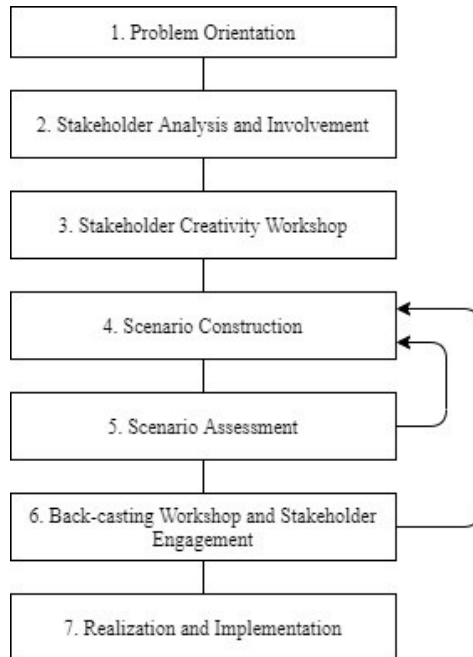 1. Problem Orientation
2. Stakeholder Analysis and Involvement
3. Stakeholder Creativity Workshop
4. Scenario Construction
5. Scenario Assessment
6. Back-casting Workshop and Stakeholder
Engagement
7. Realization and Implementation